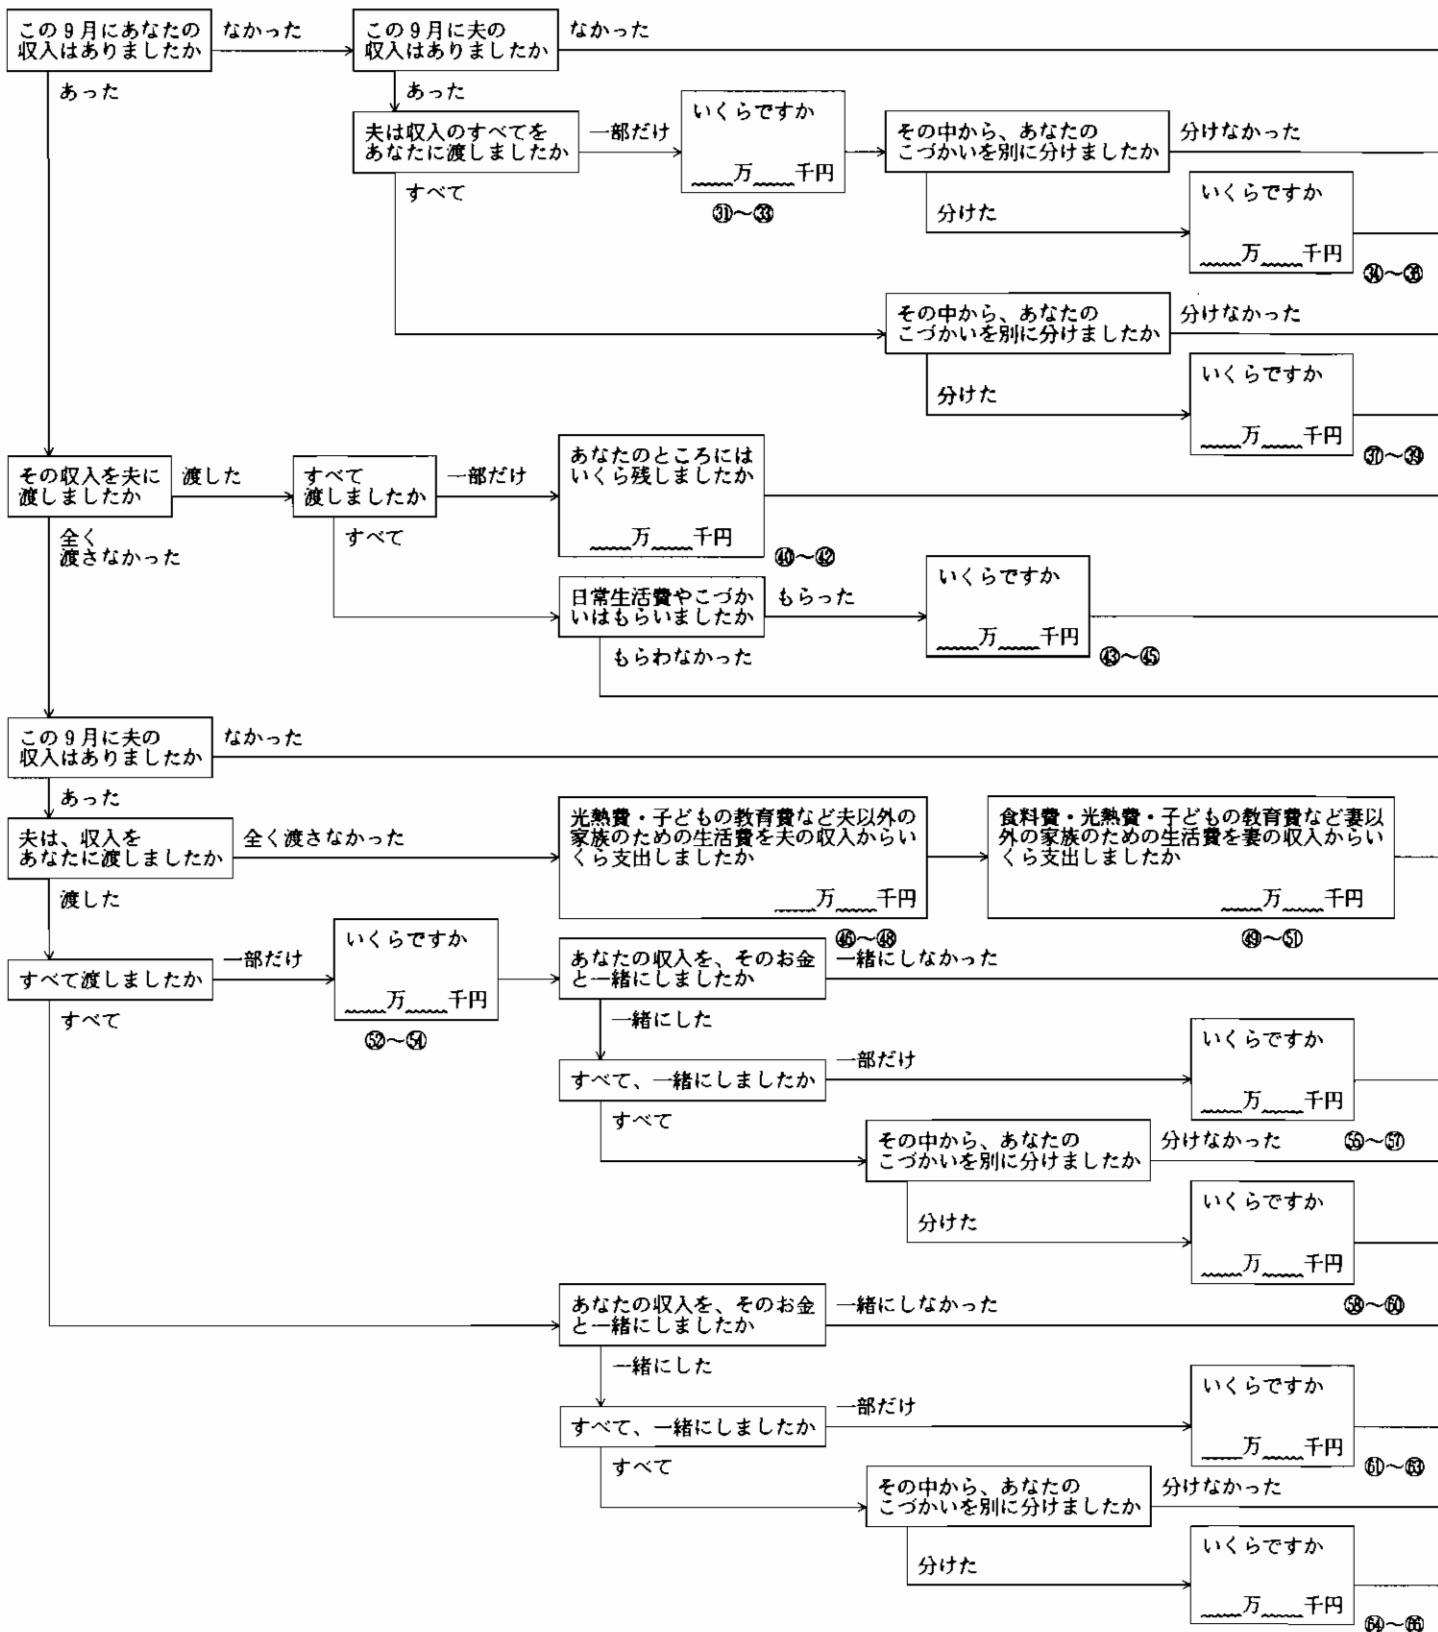 この9月にあなたの
収入はありましたか
なかった
この9月に夫の
収入はありましたか
なかった
あった
あった
夫は収入のすべてを
あなたに渡しましたか
一部だけ
いくらですか
万 千円
㉛～㉝
その中から、あなたの
こづかいを別に分けましたか
分けなかった
すべて
分けた
いくらですか
万 千円
㉞～㊱
その中から、あなたの
こづかいを別に分けましたか
分けなかった
分けた
いくらですか
万 千円
㊲～㊴
その収入を夫に
渡しましたか
渡した
すべて
渡しましたか
一部だけ
あなたのところには
いくら残しましたか
万 千円
㊵～㊷
全く
渡さなかった
すべて
日常生活費やこづか
いはもらいましたか
もらった
いくらですか
万 千円
㊸～㊺
もらわなかった
この9月に夫の
収入はありましたか
なかった
あった
夫は、収入を
あなたに渡しましたか
全く渡さなかった
光熱費・子どもの教育費など夫以外の
家族のための生活費を夫の収入からい
くら支出しましたか
万 千円
㊻～㊽
食料費・光熱費・子どもの教育費など妻以
外の家族のための生活費を妻の収入からい
くら支出しましたか
万 千円
㊾～51
渡した
すべて渡しましたか
一部だけ
いくらですか
万 千円
52～54
あなたの収入を、そのお金
と一緒にしましたか
一緒にしなかった
すべて
一緒にした
すべて、一緒にしましたか
一部だけ
いくらですか
万 千円
55～57
すべて
その中から、あなたの
こづかいを別に分けましたか
分けなかった
分けた
いくらですか
万 千円
58～60
あなたの収入を、そのお金
と一緒にしましたか
一緒にしなかった
一緒にした
すべて、一緒にしましたか
一部だけ
いくらですか
万 千円
61～63
すべて
その中から、あなたの
こづかいを別に分けましたか
分けなかった
分けた
いくらですか
万 千円
64～66